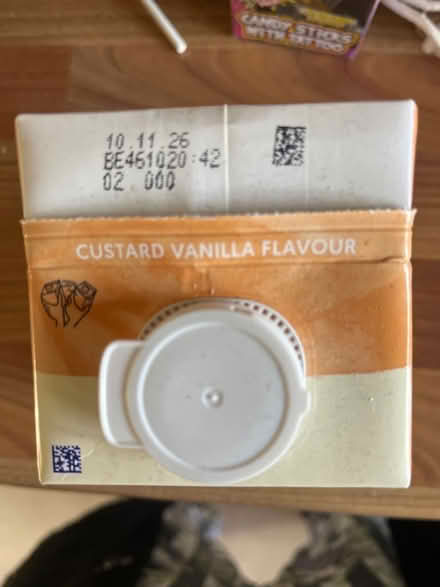 CANDY STICKS
WITH TATTOO
10.11.26
BE461020:42
02 000
CUSTARD VANILLA FLAVOUR